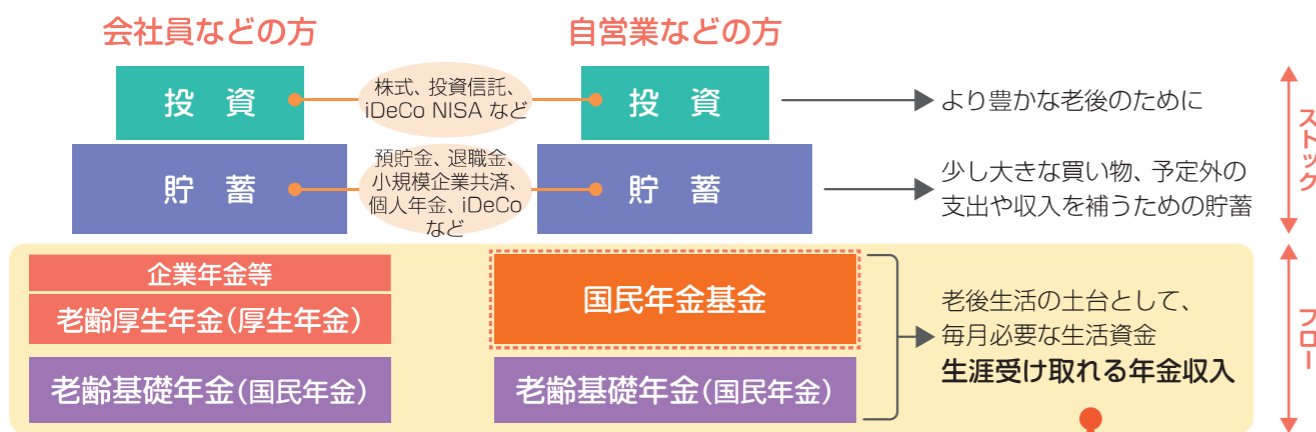 会社員などの方
自営業などの方
投 資
株式、投資信託、
iDeCo NISA など
投 資
より豊かな老後のために
貯 蓄
預貯金、退職金、
小規模企業共済、
個人年金、iDeCo
など
貯 蓄
少し大きな買い物、予定外の
支出や収入を補うための貯蓄
ストック
企業年金等
老齢厚生年金(厚生年金)
老齢基礎年金(国民年金)
国民年金基金
老齢基礎年金(国民年金)
老後生活の土台として、
毎月必要な生活資金
生涯受け取れる年金収入
フロー